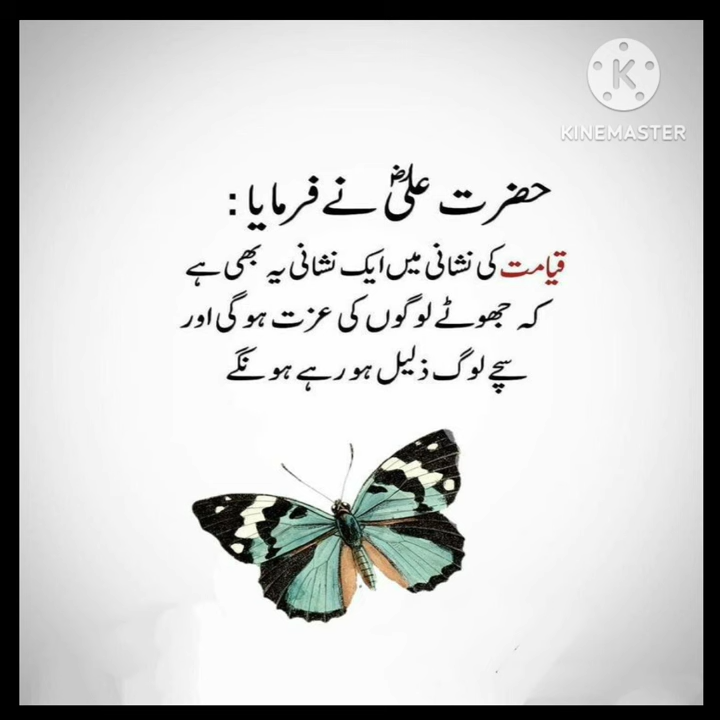 KINEMASTER
حضرت علیؓ نے فرمایا :
قیامت کی نشانی میں ایک نشانی یہ بھی ہے
کہ جھوٹے لوگوں کی عزت ہوگی اور
سچے لوگ ذلیل ہو رہے ہونگے